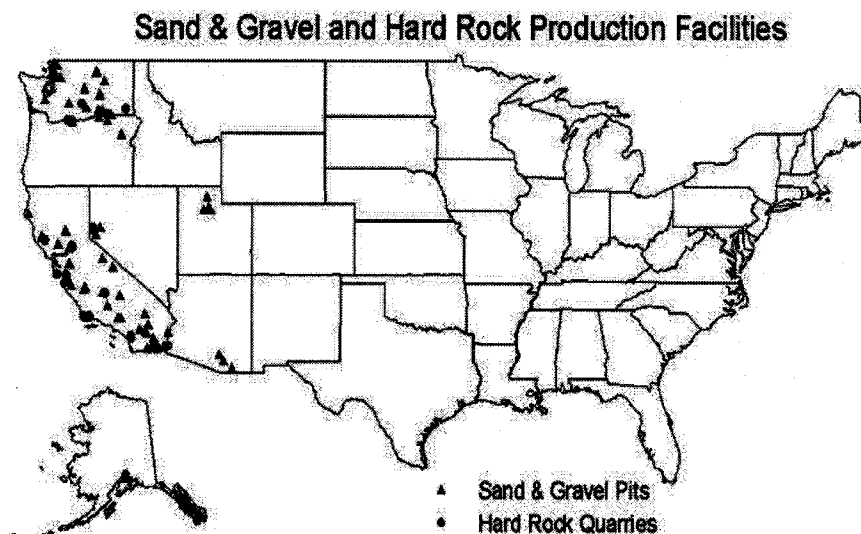 Sand & Gravel and Hard Rock Production Facilities
Sand & Gravel Pits
Hard Rock Quarries